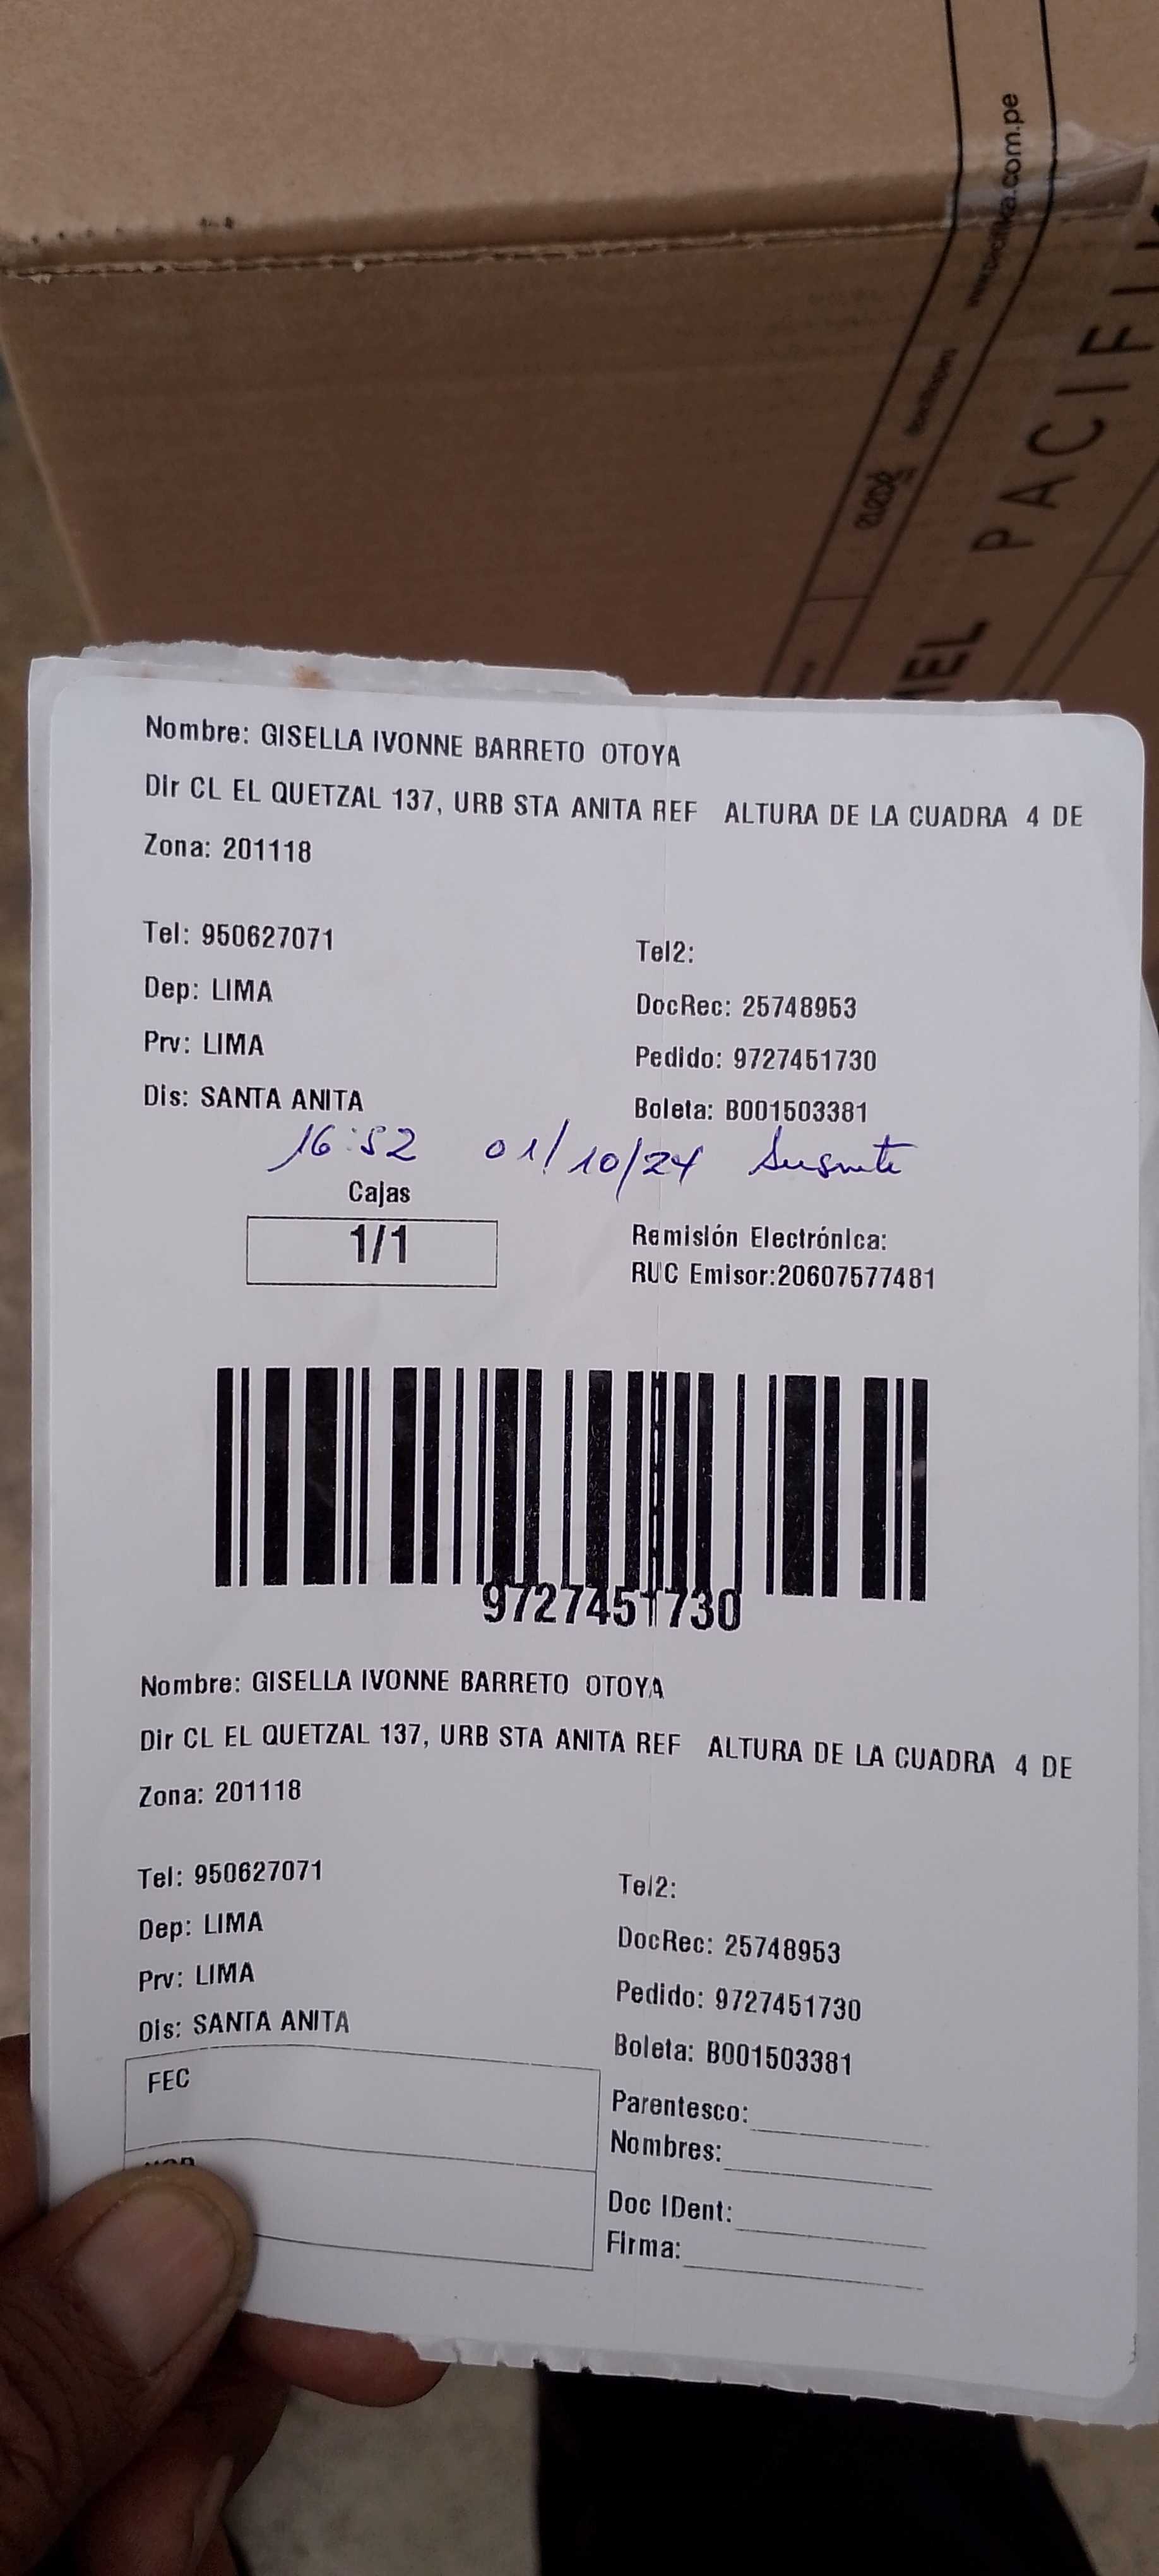 www.pacifika.com.pe
PACIFI
MEL
Nombre: GISELLA IVONNE BARRETO OTOYA
Dir CL EL QUETZAL 137, URB STA ANITA REF ALTURA DE LA CUADRA 4 DE
Zona: 201118
Tel: 950627071 Tel2:
Dep: LIMA DocRec: 25748953
Prv: LIMA Pedido: 9727451730
Dis: SANTA ANITA Boleta: B001503381
16:52 01/10/24
Cajas
1/1
Remisión Electrónica:
RUC Emisor:20607577481
9727451730
Nombre: GISELLA IVONNE BARRETO OTOYA
Dir CL EL QUETZAL 137, URB STA ANITA REF ALTURA DE LA CUADRA 4 DE
Zona: 201118
Tel: 950627071 Tel2:
Dep: LIMA DocRec: 25748953
Prv: LIMA Pedido: 9727451730
Dis: SANTA ANITA Boleta: B001503381
FEC
Parentesco:
Nombres:
Doc IDent:
Firma: